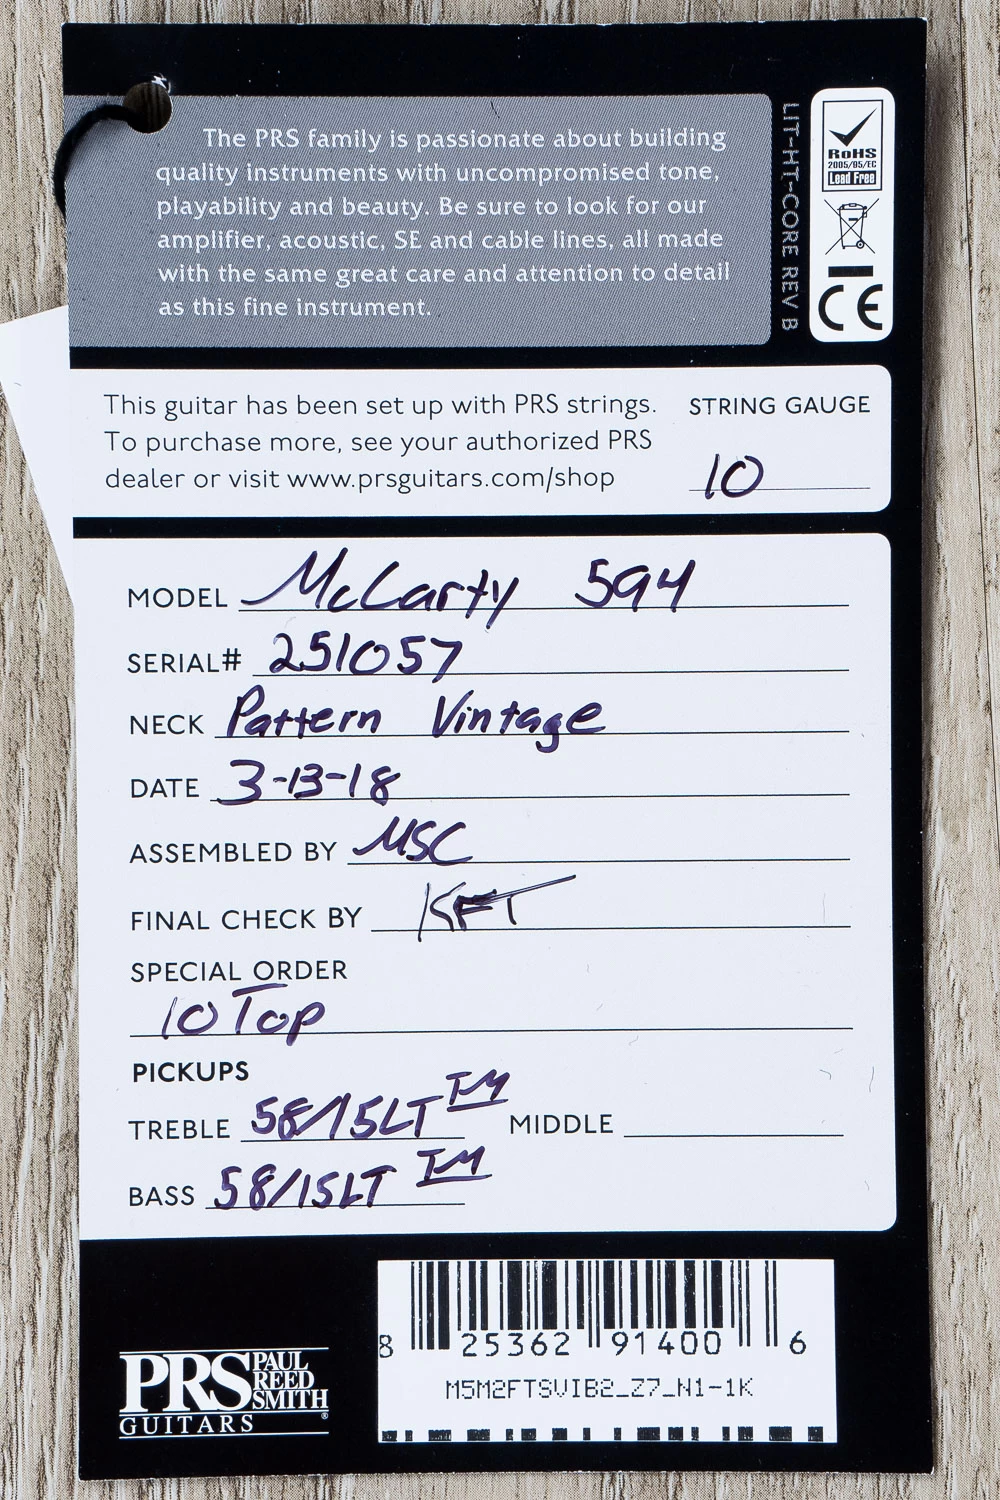 The PRS family is passionate about building
quality instruments with uncompromised tone,
playability and beauty. Be sure to look for our
amplifier, acoustic, SE and cable lines, all made
with the same great care and attention to detail
as this fine instrument.
LIT-HT-CORE REV B
RoHS
2005/95/EC
Lead Free
CE
This guitar has been set up with PRS strings.
To purchase more, see your authorized PRS
dealer or visit www.prsguitars.com/shop
STRING GAUGE
10
MODEL McCarty 594
SERIAL# 251057
NECK Pattern Vintage
DATE 3-13-18
ASSEMBLED BY MSC
FINAL CHECK BY KFT
SPECIAL ORDER
10 Top
PICKUPS
TREBLE 58/15LT TM MIDDLE
BASS 58/15LT TM
PRS PAUL
REED
SMITH®
GUITARS
8 25362 91400 6
M5M2FTSVIB2_Z7_N1-1K